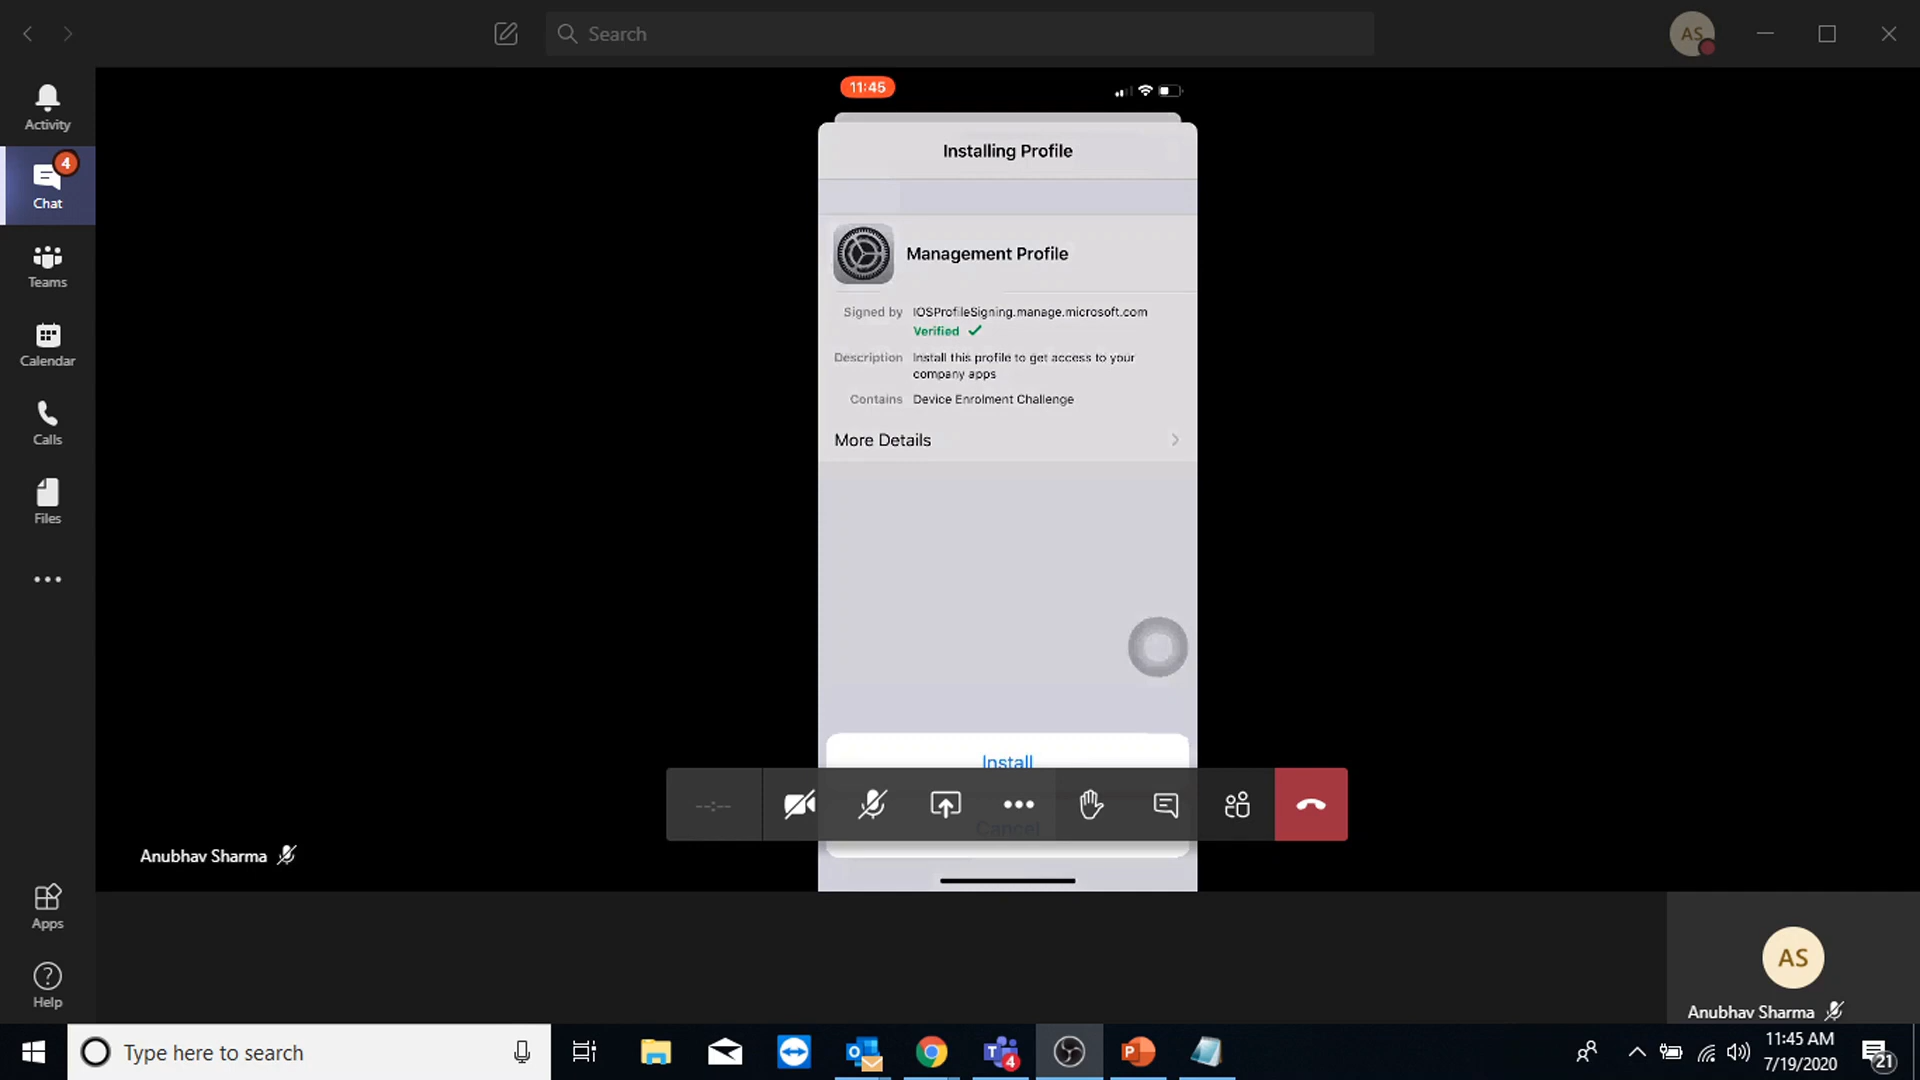 Search
AS
Activity
4
Chat
Teams
Calendar
Calls
Files
Apps
Help
11:45
Installing Profile
Management Profile
Signed by IOSProfileSigning.manage.microsoft.com
Verified
Description Install this profile to get access to your
company apps
Contains Device Enrolment Challenge
More Details
Install
--:--
Cancel
Anubhav Sharma
AS
Anubhav Sharma
Type here to search
4
11:45 AM
7/19/2020
21